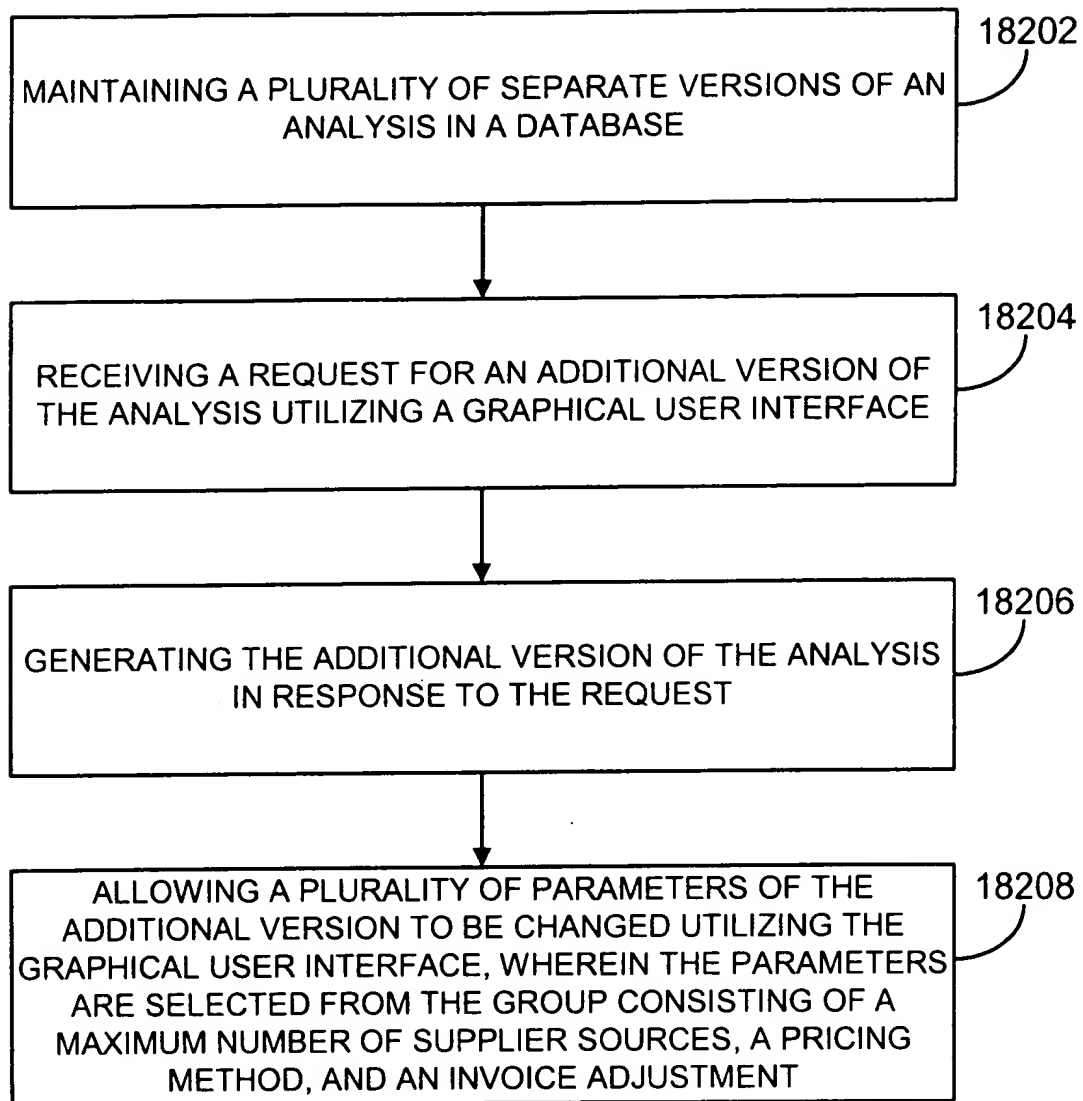 18202
MAINTAINING A PLURALITY OF SEPARATE VERSIONS OF AN
ANALYSIS IN A DATABASE
18204
RECEIVING A REQUEST FOR AN ADDITIONAL VERSION OF
THE ANALYSIS UTILIZING A GRAPHICAL USER INTERFACE
18206
GENERATING THE ADDITIONAL VERSION OF THE ANALYSIS
IN RESPONSE TO THE REQUEST
18208
ALLOWING A PLURALITY OF PARAMETERS OF THE
ADDITIONAL VERSION TO BE CHANGED UTILIZING THE
GRAPHICAL USER INTERFACE, WHEREIN THE PARAMETERS
ARE SELECTED FROM THE GROUP CONSISTING OF A
MAXIMUM NUMBER OF SUPPLIER SOURCES, A PRICING
METHOD, AND AN INVOICE ADJUSTMENT